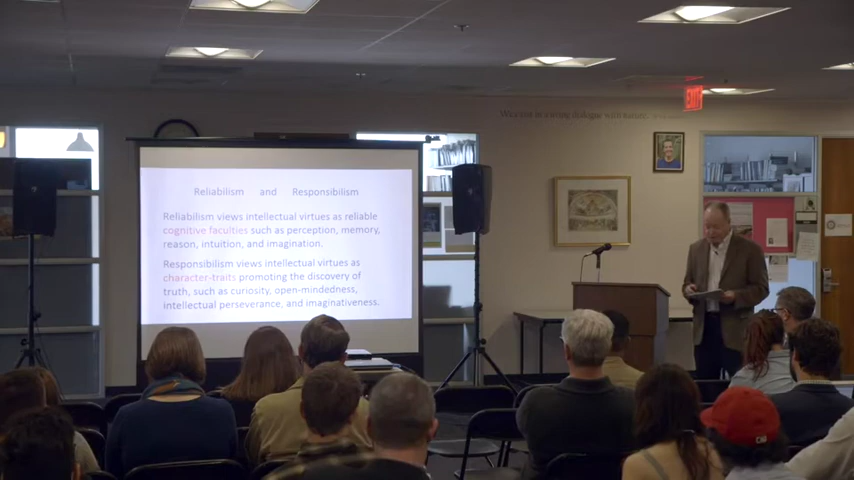 EXIT
Reliabilism and Responsibilism
Reliabilism views intellectual virtues as reliable
cognitive faculties such as perception, memory,
reason, intuition, and imagination.
Responsibilism views intellectual virtues as
character-traits promoting the discovery of
truth, such as curiosity, open-mindedness,
intellectual perseverance, and imaginativeness.